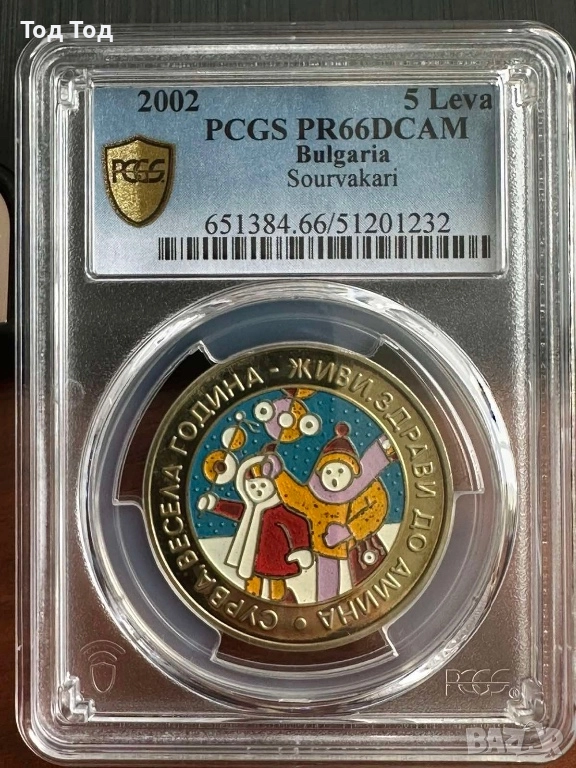 Тод Тод
2002 5 Leva
PCGS PR66DCAM
Bulgaria
Sourvakari
651384.66/51201232
PCGS
СУРВА, ВЕСЕЛА ГОДИНА - ЖИВИ, ЗДРАВИ ДО АМИНА •
PCGS
BAZAR